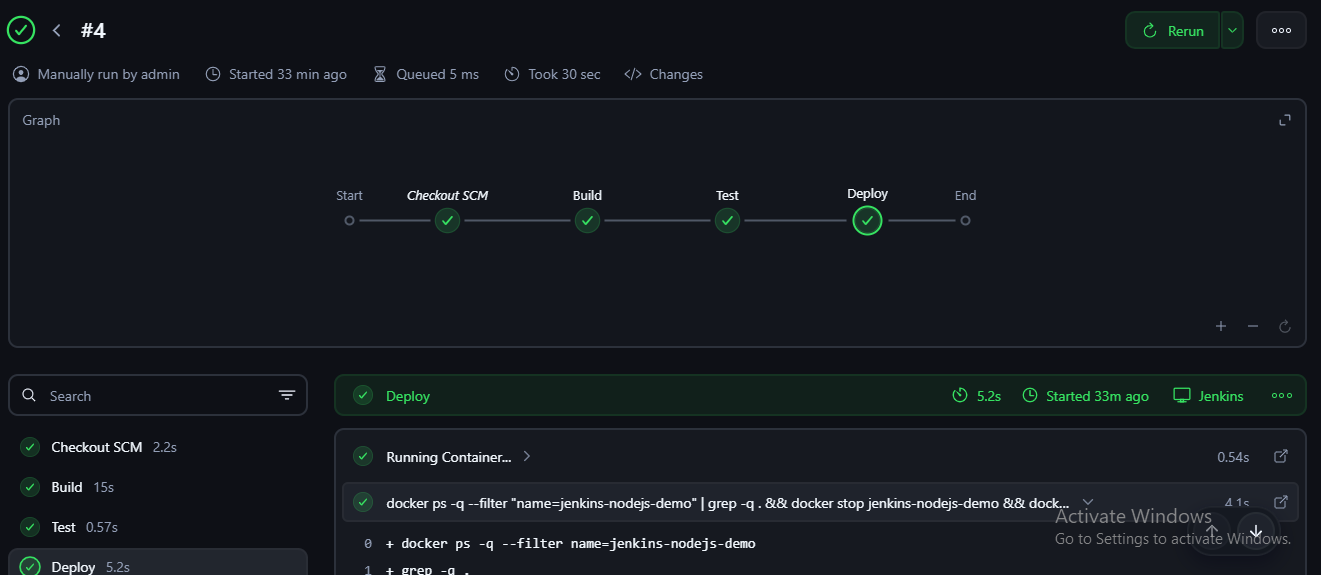 #4
Rerun
Manually run by admin Started 33 min ago Queued 5 ms Took 30 sec Changes
Graph
Start Checkout SCM Build Test Deploy End
Search
Checkout SCM 2.2s
Build 15s
Test 0.57s
Deploy 5.2s
Deploy 5.2s Started 33m ago Jenkins
Running Container... 0.54s
docker ps -q --filter "name=jenkins-nodejs-demo" | grep -q . && docker stop jenkins-nodejs-demo && dock... 4.1s
0 + docker ps -q --filter name=jenkins-nodejs-demo
1 + grep -q .
Activate Windows
Go to Settings to activate Windows.